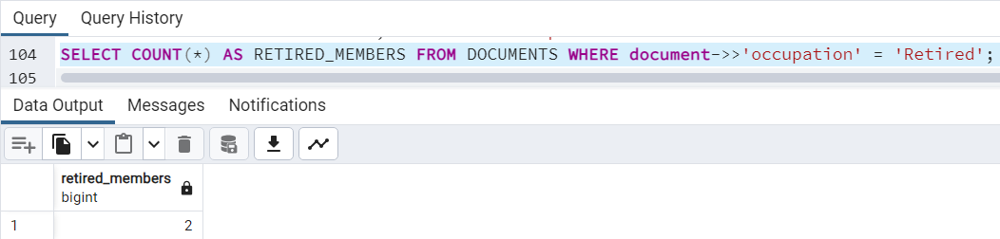 Query Query History
104 SELECT COUNT(*) AS RETIRED_MEMBERS FROM DOCUMENTS WHERE document->>'occupation' = 'Retired';
105
Data Output Messages Notifications
retired_members
bigint
1 2